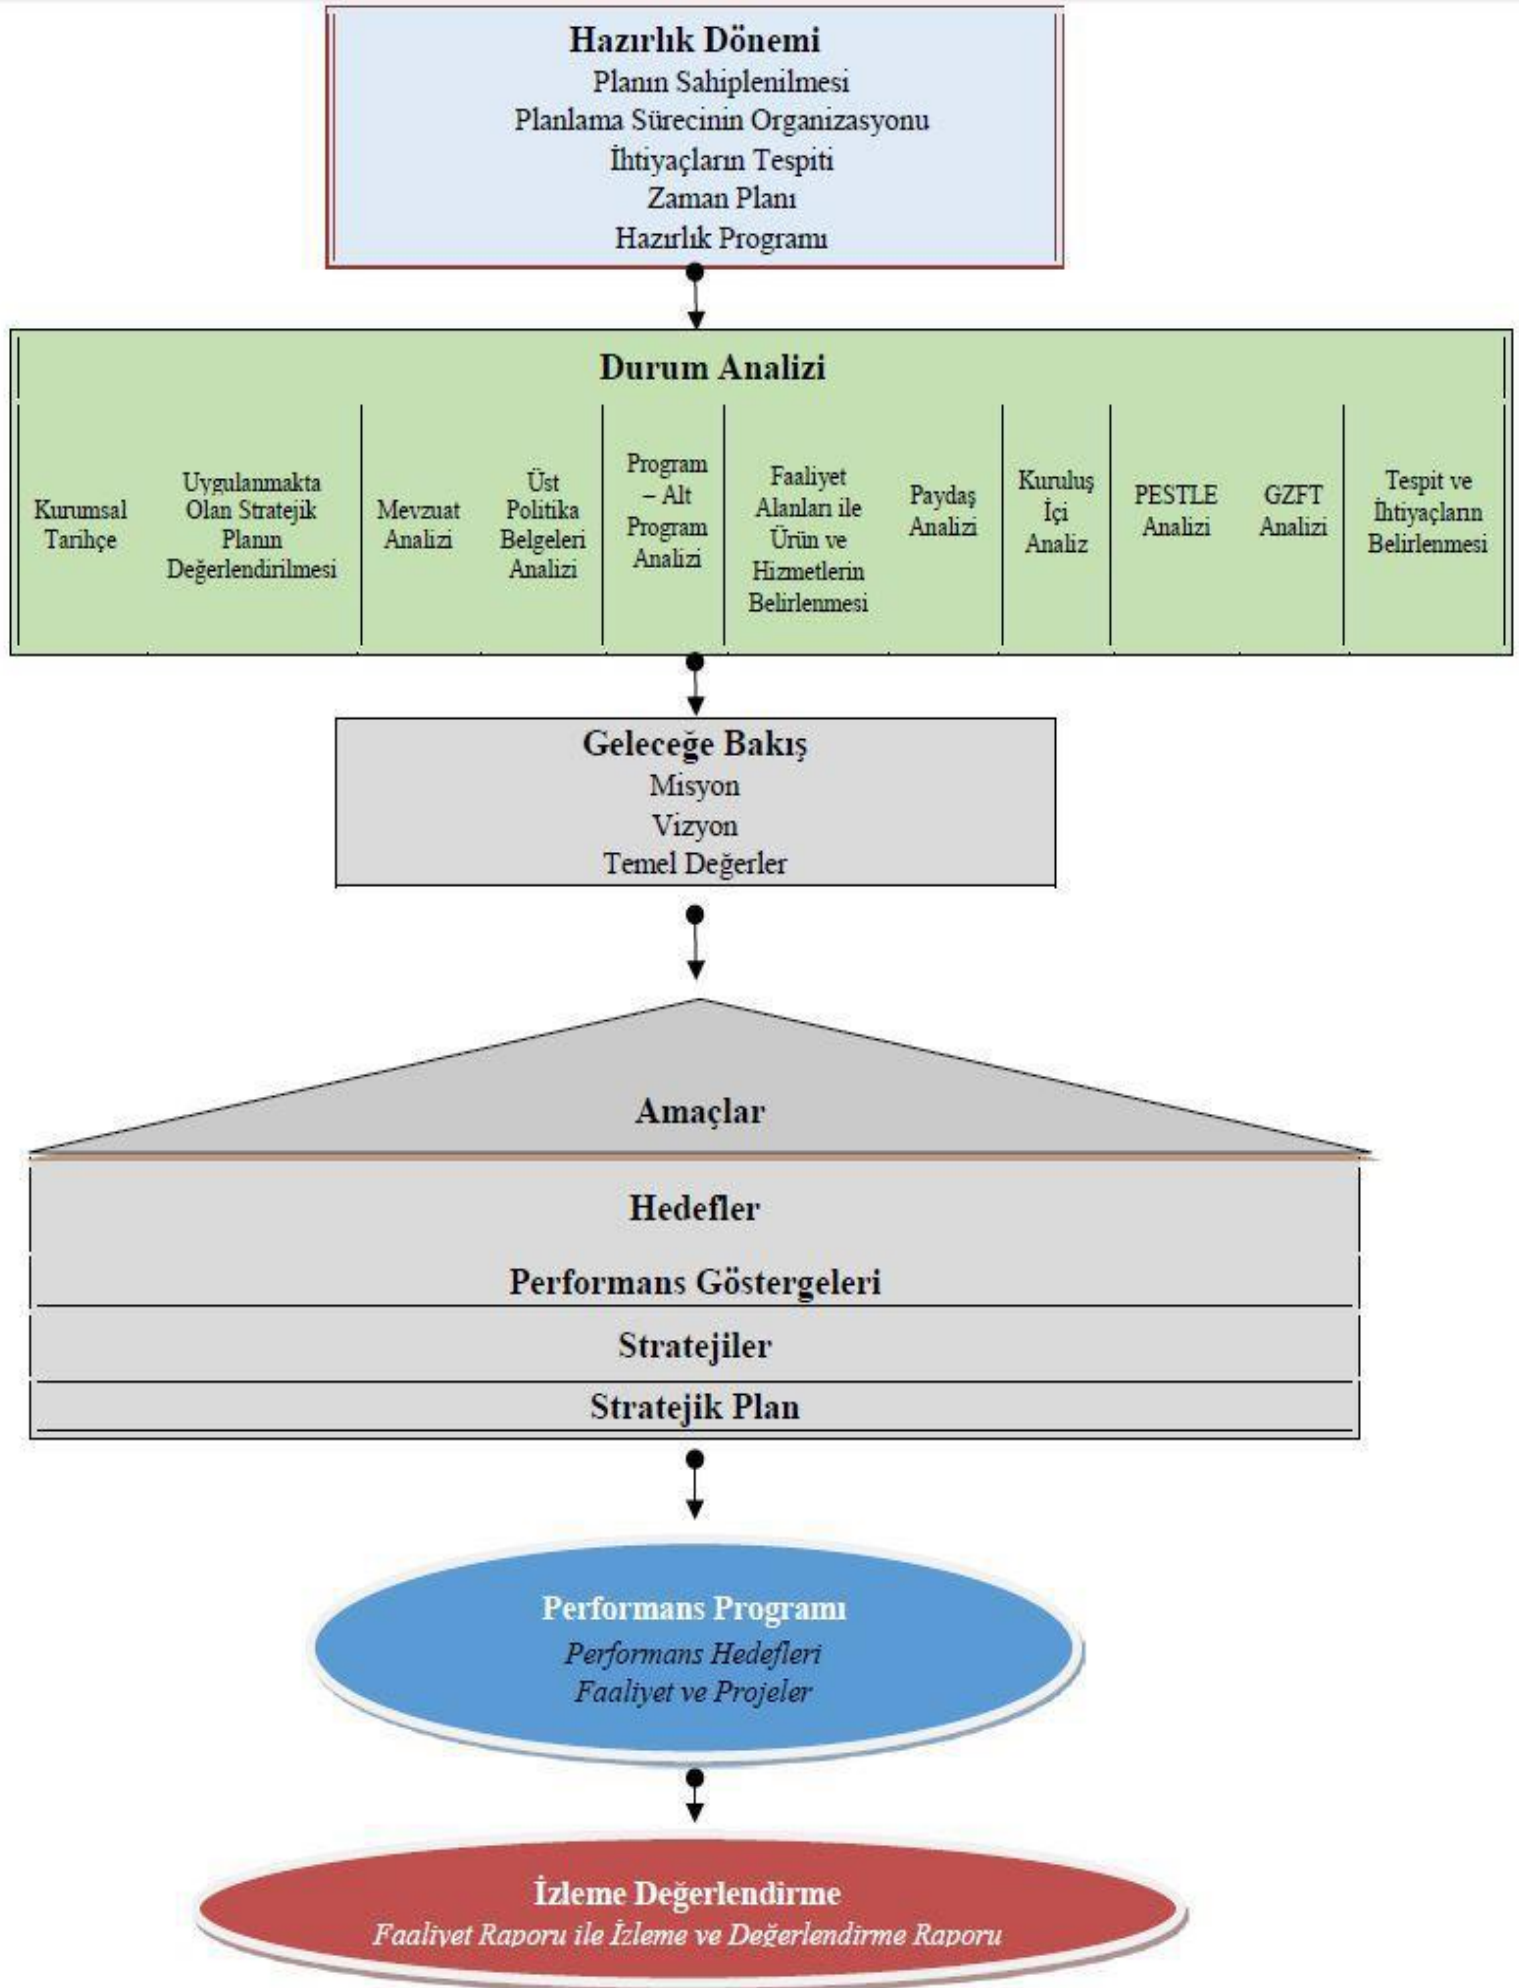 Hazırlık Dönemi
Planın Sahiplenilmesi
Planlama Sürecinin Organizasyonu
İhtiyaçların Tespiti
Zaman Planı
Hazırlık Programı
Durum Analizi
Kurumsal
Tarihçe
Uygulanmakta
Olan Stratejik
Planın
Değerlendirilmesi
Mevzuat
Analizi
Üst
Politika
Belgeleri
Analizi
Program
– Alt
Program
Analizi
Faaliyet
Alanları ile
Ürün ve
Hizmetlerin
Belirlenmesi
Paydaş
Analizi
Kuruluş
İçi
Analiz
PESTLE
Analizi
GZFT
Analizi
Tespit ve
İhtiyaçların
Belirlenmesi
Geleceğe Bakış
Misyon
Vizyon
Temel Değerler
Amaçlar
Hedefler
Performans Göstergeleri
Stratejiler
Stratejik Plan
Performans Programı
Performans Hedefleri
Faaliyet ve Projeler
İzleme Değerlendirme
Faaliyet Raporu ile İzleme ve Değerlendirme Raporu